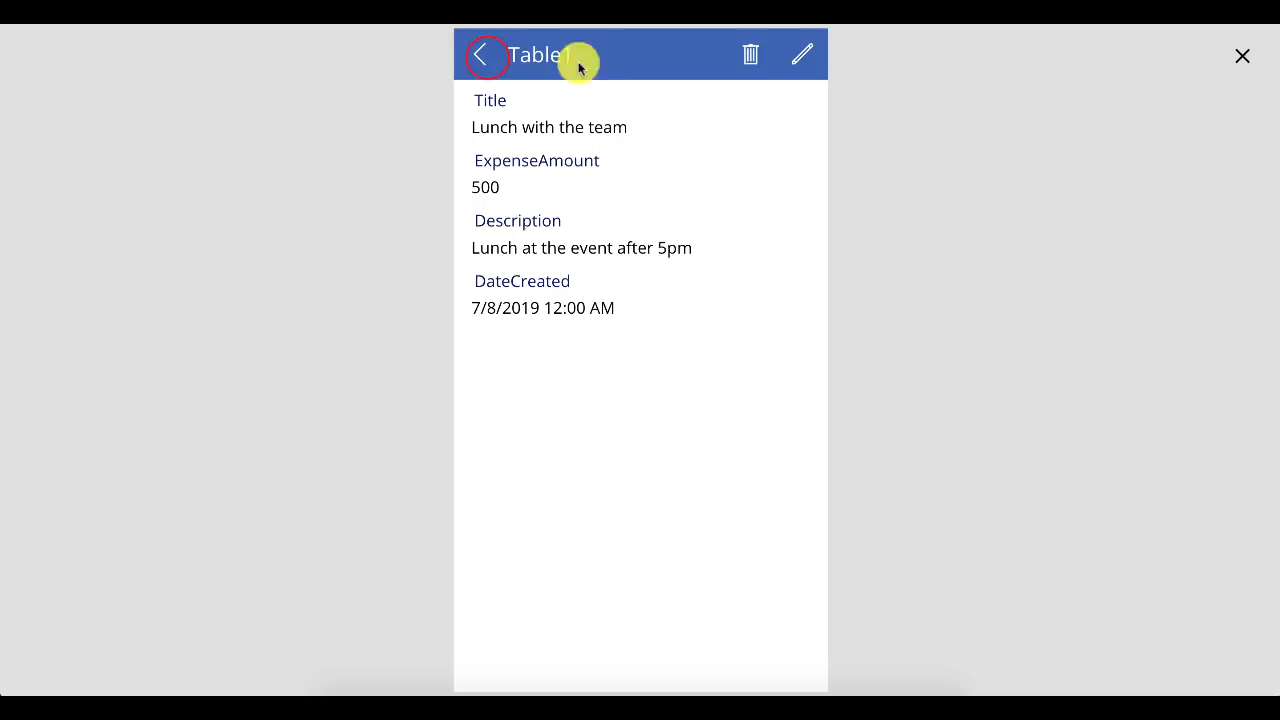 Table1
Title
Lunch with the team
ExpenseAmount
500
Description
Lunch at the event after 5pm
DateCreated
7/8/2019 12:00 AM